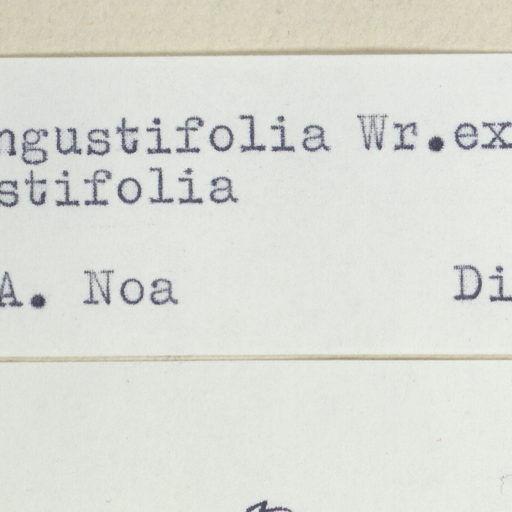 ngustifolia Wr.ex
stifolia
A. Noa Di